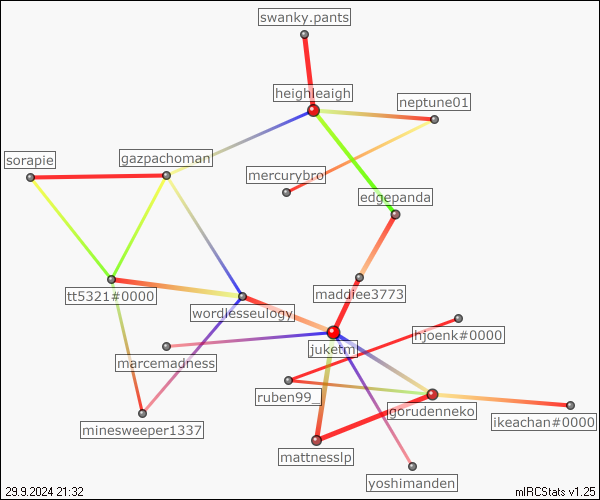 swanky.pants
heighleaigh
neptune01
sorapie
gazpachoman
mercurybro
edgepanda
tt5321#0000
maddiee3773
wordlesseulogy
hjoenk#0000
juketm
marcemadness
ruben99_
gorudenneko
ikeachan#0000
minesweeper1337
mattnesslp
yoshimanden
29.9.2024 21:32
mIRCStats v1.25